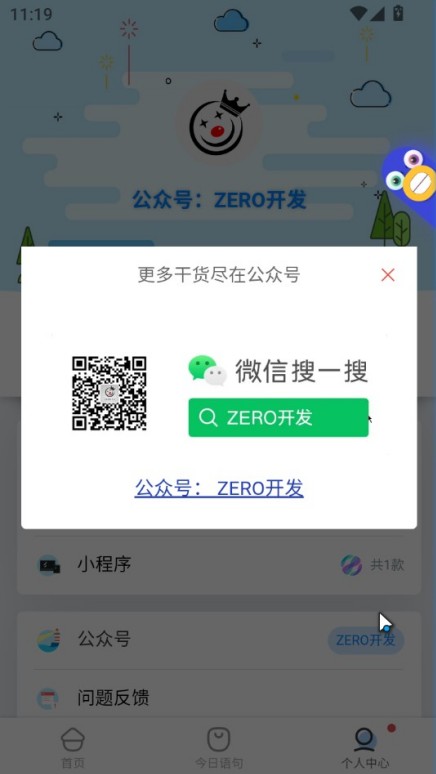 11:19
公众号：ZERO开发
更多干货尽在公众号
微信搜一搜
ZERO开发
公众号： ZERO开发
小程序
共1款
公众号
ZERO开发
问题反馈
首页
今日语句
个人中心